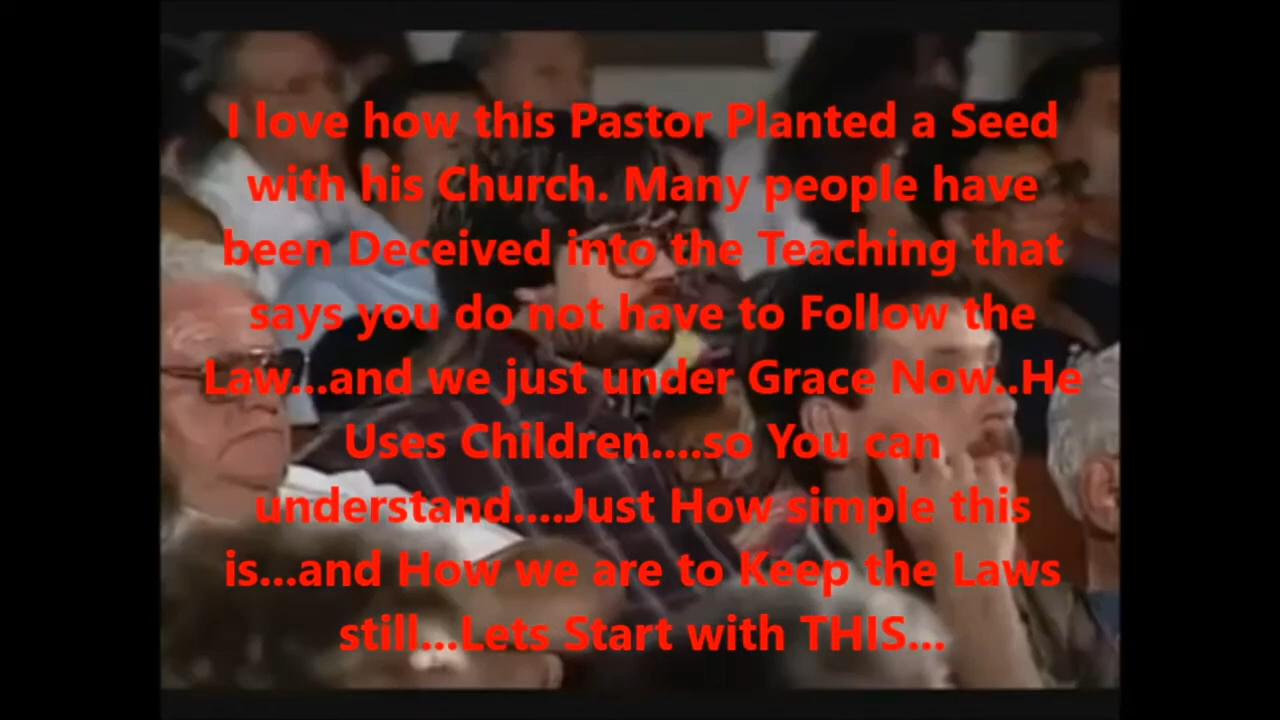 I love how this Pastor Planted a Seed
with his Church. Many people have
been Deceived into the Teaching that
says you do not have to Follow the
Law...and we just under Grace Now..He
Uses Children....so You can
understand....Just How simple this
is...and How we are to Keep the Laws
still...Lets Start with THIS...